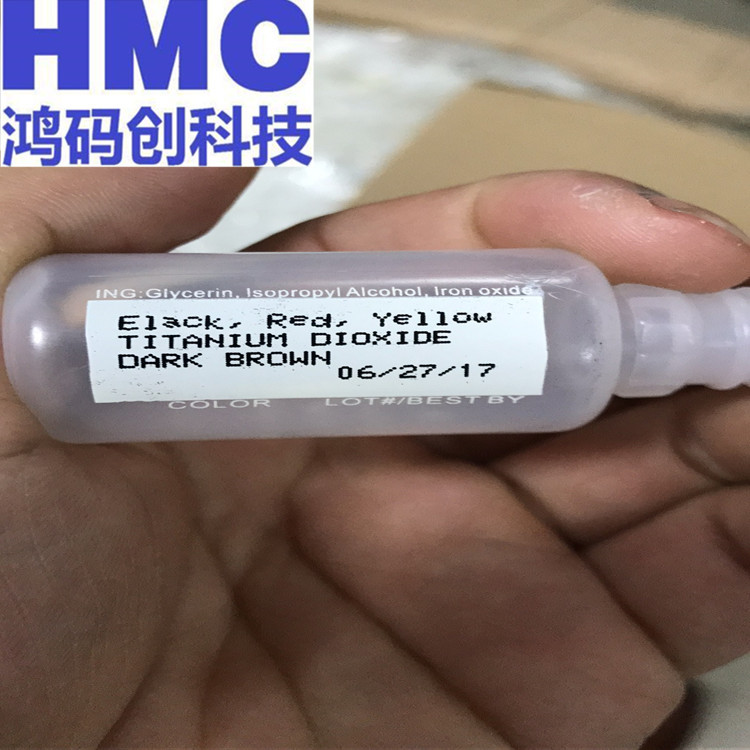 HMC
鸿码创科技
ING:Glycerin, Isopropyl Alcohol, Iron oxide
Elack, Red, Yellow
TITANIUM DIOXIDE
DARK BROWN
06/27/17
COLOR LOT#/BEST BY